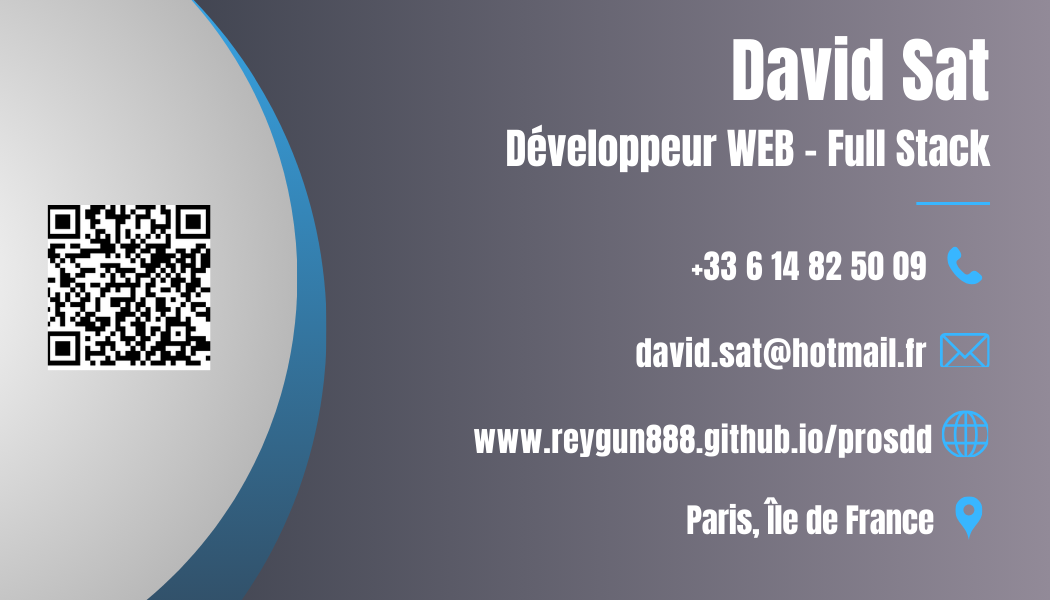 David Sat
Développeur WEB - Full Stack
+33 6 14 82 50 09
david.sat@hotmail.fr
www.reygun888.github.io/prosdd
Paris, Île de France